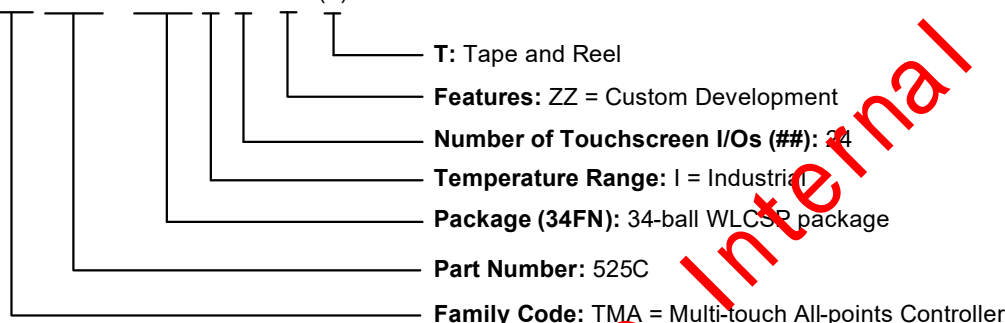 T: Tape and Reel
Features: ZZ = Custom Development
Number of Touchscreen I/Os (##): 24
Temperature Range: I = Industrial
Package (34FN): 34-ball WLCSP package
Part Number: 525C
Family Code: TMA = Multi-touch All-points Controller
Internal